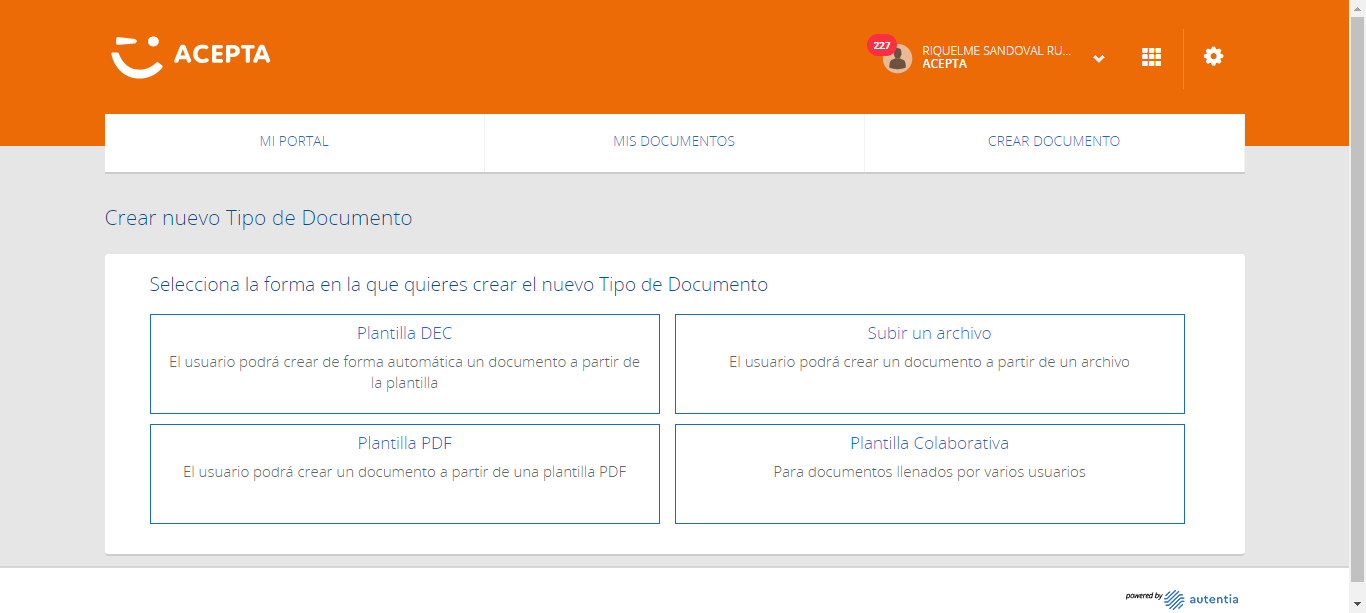 ACEPTA
227
RIQUELME SANDOVAL RU...
ACEPTA
MI PORTAL
MIS DOCUMENTOS
CREAR DOCUMENTO
Crear nuevo Tipo de Documento
Selecciona la forma en la que quieres crear el nuevo Tipo de Documento
Plantilla DEC
El usuario podrá crear de forma automática un documento a partir de
la plantilla
Subir un archivo
El usuario podrá crear un documento a partir de un archivo
Plantilla PDF
El usuario podrá crear un documento a partir de una plantilla PDF
Plantilla Colaborativa
Para documentos llenados por varios usuarios
powered by autentia